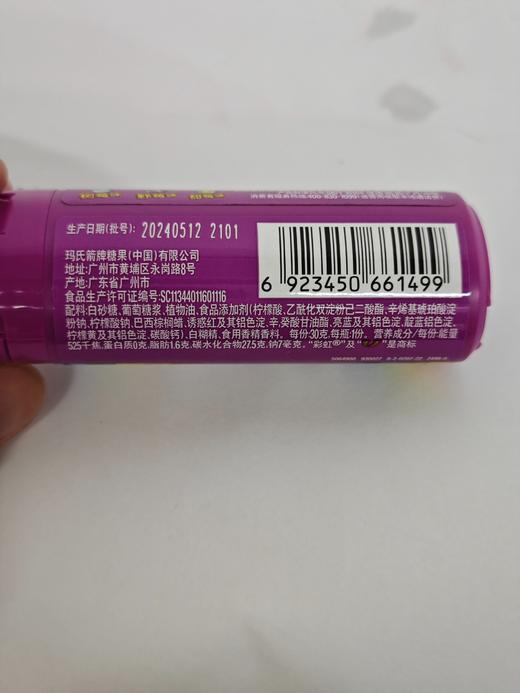 生产日期(批号): 20240512 2101
玛氏箭牌糖果(中国)有限公司
地址:广州市黄埔区永岗路8号
产地:广东省广州市
食品生产许可证编号:SC11344011601116
配料:白砂糖,葡萄糖浆,植物油,食品添加剂(柠檬酸,乙酰化双淀粉己二酸酯,辛烯基琥珀酸淀
粉钠,柠檬酸钠,巴西棕榈蜡,诱惑红及其铝色淀,辛,癸酸甘油酯,亮蓝及其铝色淀,靛蓝铝色淀,
柠檬黄及其铝色淀,碳酸钙),白糊精,食用香精香料。每份30克,每瓶:1份。营养成分/每份:能量
525千焦,蛋白质0克,脂肪1.6克,碳水化合物27.5克,钠7毫克。"彩虹®"及" "是商标
6 923450 661499